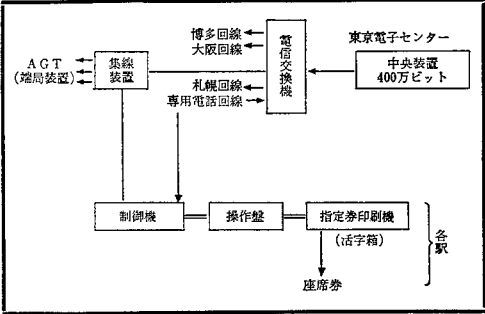 博多回線
大阪回線
電信交換機
東京電子センター
AGT
(端局装置)
集線
装置
中央装置
400万ビット
札幌回線
専用電話回線
制御機
操作盤
指定券印刷機
(活字箱)
各駅
座席券